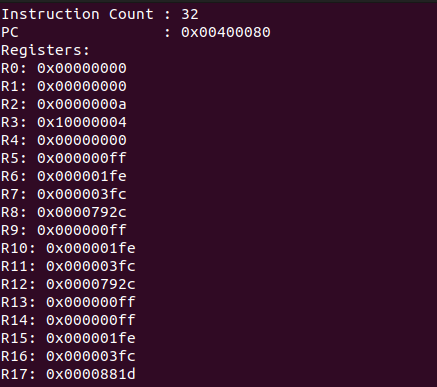 Instruction Count : 32
PC                : 0x00400080
Registers:
R0: 0x00000000
R1: 0x00000000
R2: 0x0000000a
R3: 0x10000004
R4: 0x00000000
R5: 0x000000ff
R6: 0x000001fe
R7: 0x000003fc
R8: 0x0000792c
R9: 0x000000ff
R10: 0x000001fe
R11: 0x000003fc
R12: 0x0000792c
R13: 0x000000ff
R14: 0x000000ff
R15: 0x000001fe
R16: 0x000003fc
R17: 0x0000881d